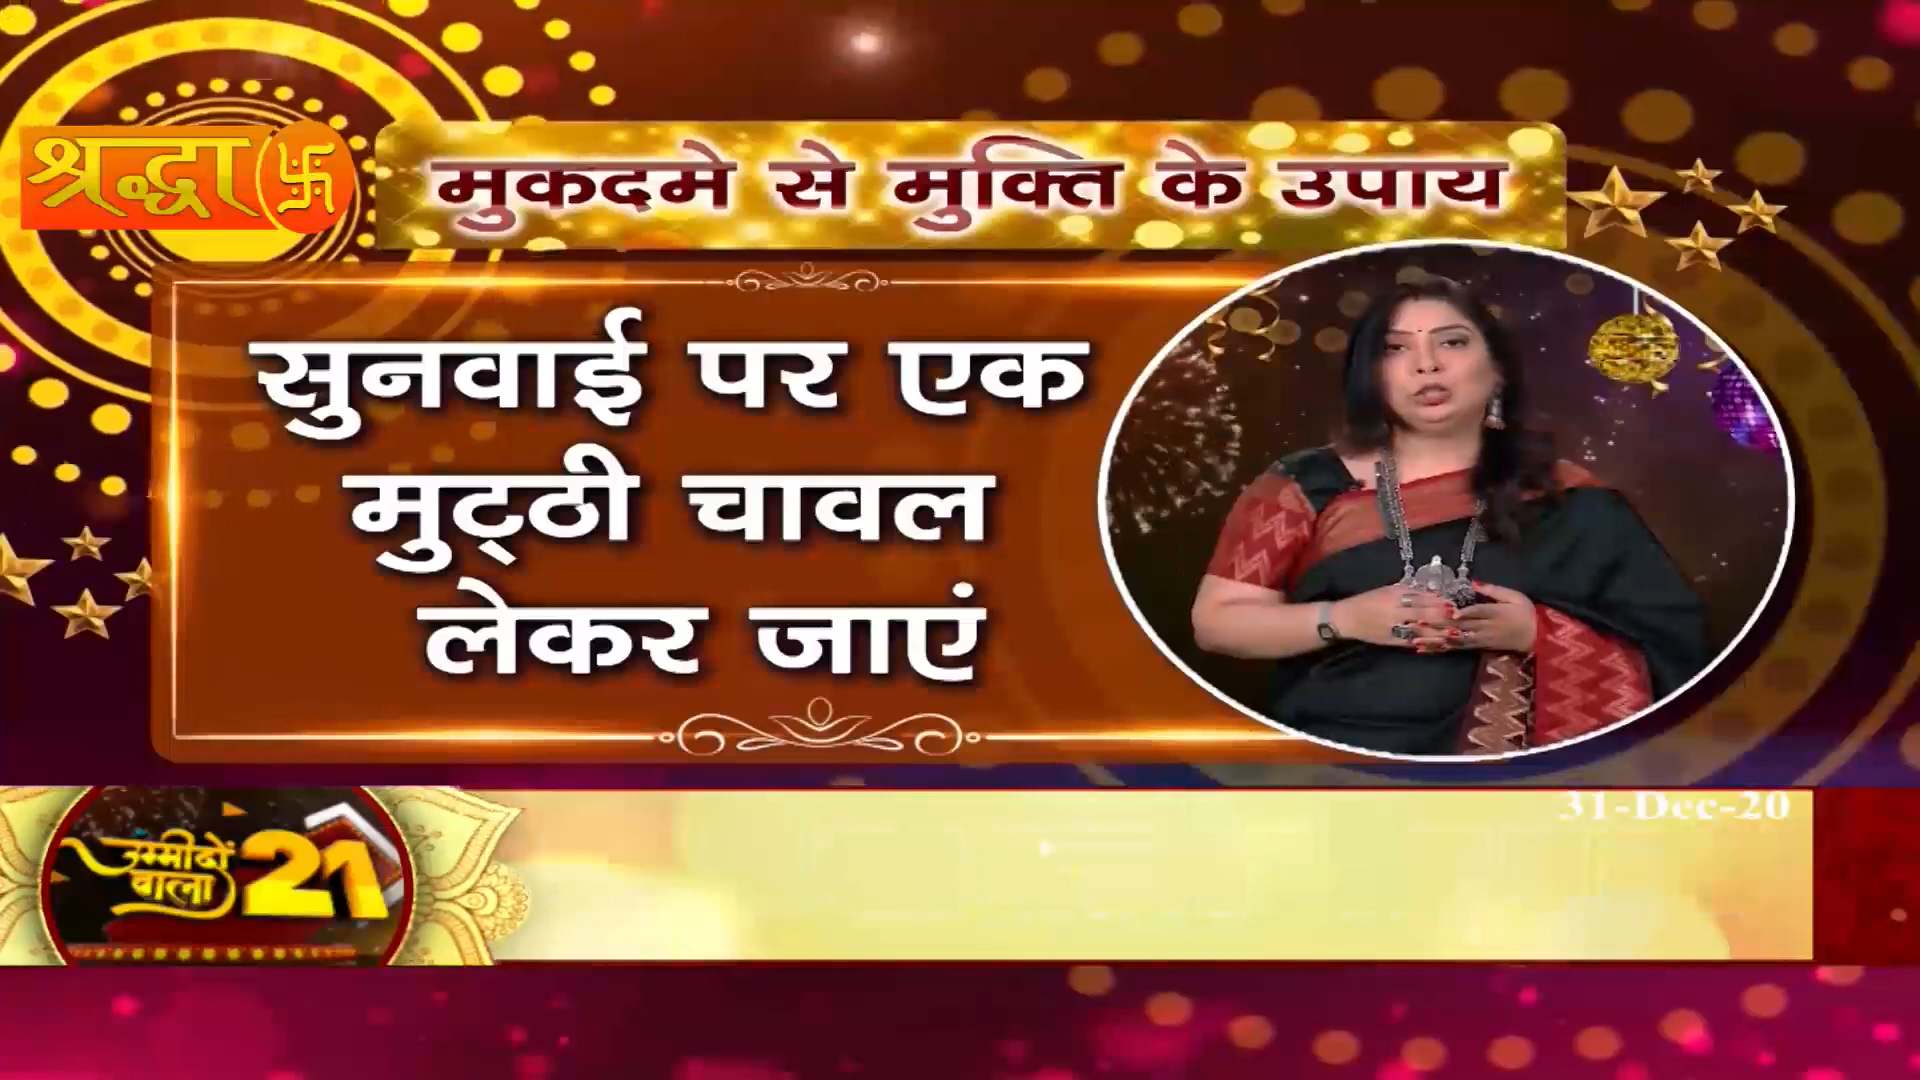 श्रद्धा
मुकदमे से मुक्ति के उपाय
सुनवाई पर एक
मुट्ठी चावल
लेकर जाएं
31-Dec-20
उम्मीदों
वाला 21